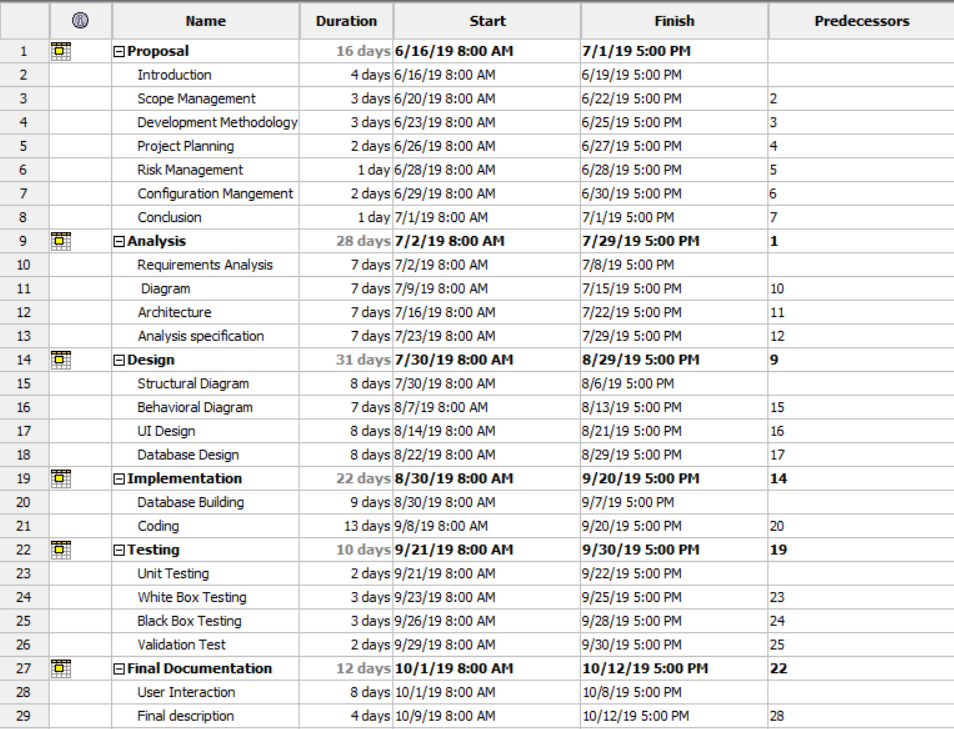 Name Duration Start Finish Predecessors
1 Proposal 16 days 6/16/19 8:00 AM 7/1/19 5:00 PM
2 Introduction 4 days 6/16/19 8:00 AM 6/19/19 5:00 PM
3 Scope Management 3 days 6/20/19 8:00 AM 6/22/19 5:00 PM 2
4 Development Methodology 3 days 6/23/19 8:00 AM 6/25/19 5:00 PM 3
5 Project Planning 2 days 6/26/19 8:00 AM 6/27/19 5:00 PM 4
6 Risk Management 1 day 6/28/19 8:00 AM 6/28/19 5:00 PM 5
7 Configuration Mangement 2 days 6/29/19 8:00 AM 6/30/19 5:00 PM 6
8 Conclusion 1 day 7/1/19 8:00 AM 7/1/19 5:00 PM 7
9 Analysis 28 days 7/2/19 8:00 AM 7/29/19 5:00 PM 1
10 Requirements Analysis 7 days 7/2/19 8:00 AM 7/8/19 5:00 PM
11 Diagram 7 days 7/9/19 8:00 AM 7/15/19 5:00 PM 10
12 Architecture 7 days 7/16/19 8:00 AM 7/22/19 5:00 PM 11
13 Analysis specification 7 days 7/23/19 8:00 AM 7/29/19 5:00 PM 12
14 Design 31 days 7/30/19 8:00 AM 8/29/19 5:00 PM 9
15 Structural Diagram 8 days 7/30/19 8:00 AM 8/6/19 5:00 PM
16 Behavioral Diagram 7 days 8/7/19 8:00 AM 8/13/19 5:00 PM 15
17 UI Design 8 days 8/14/19 8:00 AM 8/21/19 5:00 PM 16
18 Database Design 8 days 8/22/19 8:00 AM 8/29/19 5:00 PM 17
19 Implementation 22 days 8/30/19 8:00 AM 9/20/19 5:00 PM 14
20 Database Building 9 days 8/30/19 8:00 AM 9/7/19 5:00 PM
21 Coding 13 days 9/8/19 8:00 AM 9/20/19 5:00 PM 20
22 Testing 10 days 9/21/19 8:00 AM 9/30/19 5:00 PM 19
23 Unit Testing 2 days 9/21/19 8:00 AM 9/22/19 5:00 PM
24 White Box Testing 3 days 9/23/19 8:00 AM 9/25/19 5:00 PM 23
25 Black Box Testing 3 days 9/26/19 8:00 AM 9/28/19 5:00 PM 24
26 Validation Test 2 days 9/29/19 8:00 AM 9/30/19 5:00 PM 25
27 Final Documentation 12 days 10/1/19 8:00 AM 10/12/19 5:00 PM 22
28 User Interaction 8 days 10/1/19 8:00 AM 10/8/19 5:00 PM
29 Final description 4 days 10/9/19 8:00 AM 10/12/19 5:00 PM 28